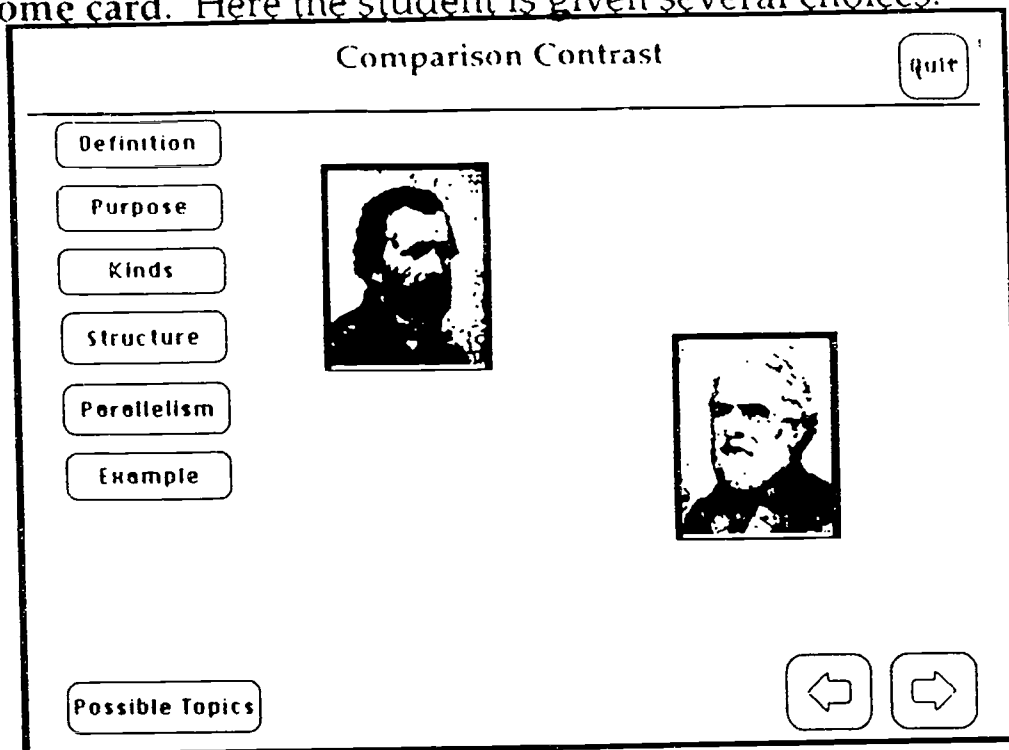 ome card. Here the student is given several choices.
Comparison Contrast
Quit
Definition
Purpose
Kinds
Structure
Parallelism
Example
Possible Topics